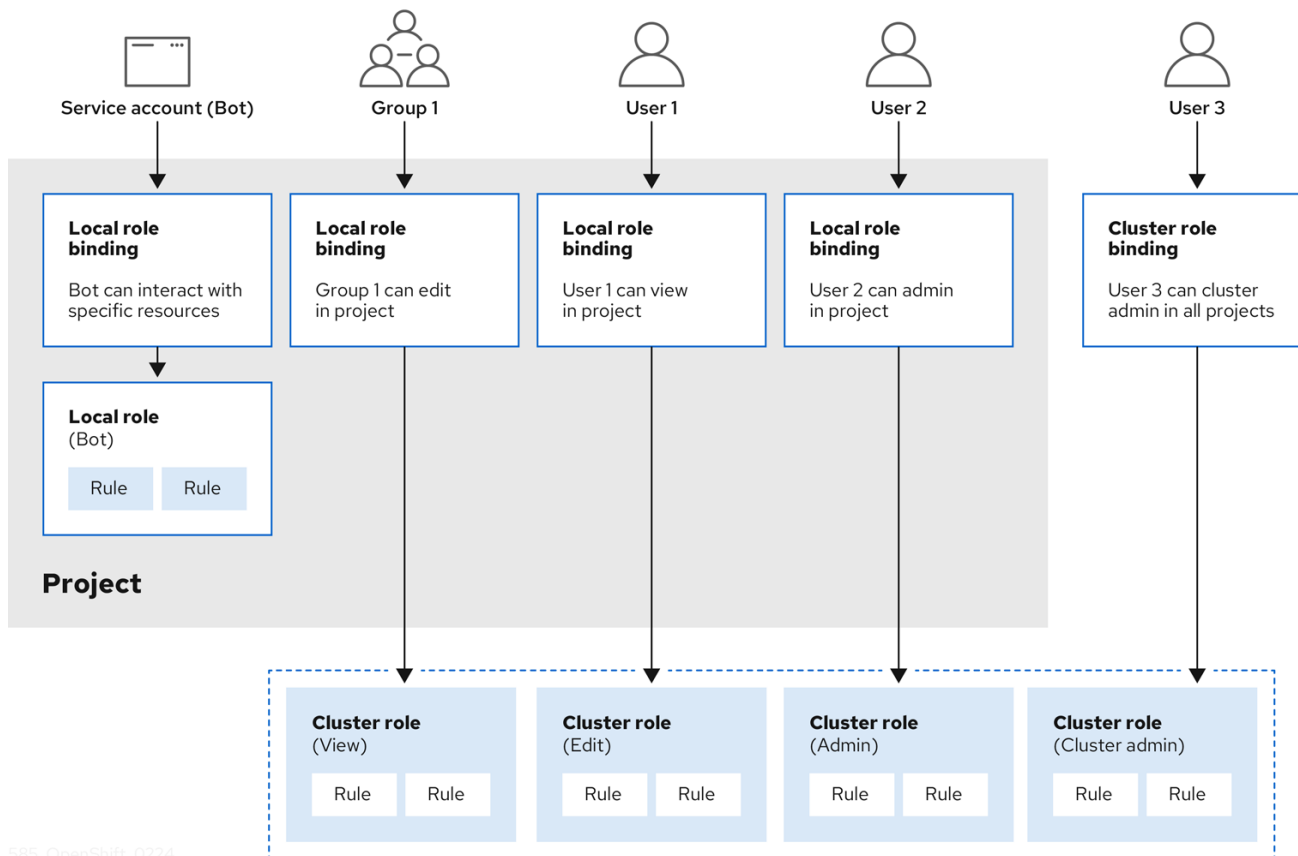 Service account (Bot)
Group 1
User 1
User 2
User 3
Local role
binding
Bot can interact with
specific resources
Local role
binding
Group 1 can edit
in project
Local role
binding
User 1 can view
in project
Local role
binding
User 2 can admin
in project
Cluster role
binding
User 3 can cluster
admin in all projects
Local role
(Bot)
Rule
Rule
Project
Cluster role
(View)
Rule
Rule
Cluster role
(Edit)
Rule
Rule
Cluster role
(Admin)
Rule
Rule
Cluster role
(Cluster admin)
Rule
Rule
585_OpenShift_0224